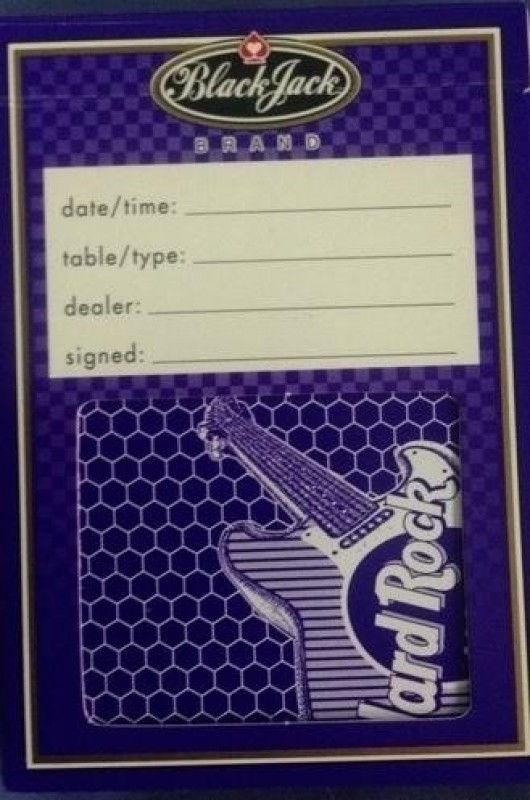 BlackJack
BRAND
date/time:
table/type:
dealer:
signed:
ard Rock